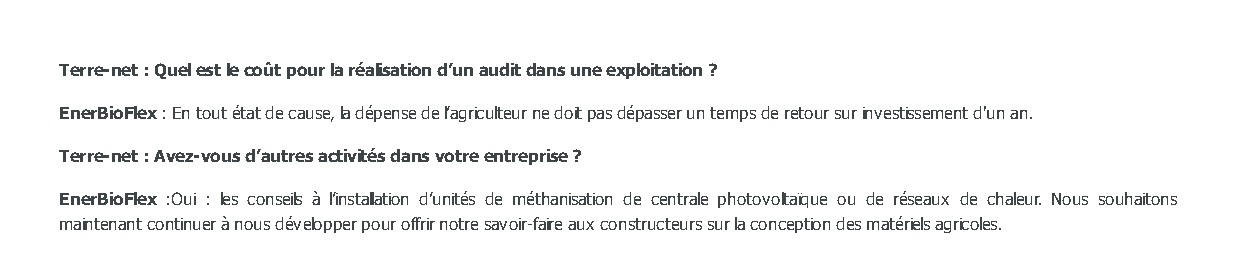 Terre-net : Quel est le coût pour la réalisation d’un audit dans une exploitation ?
EnerBioFlex : En tout état de cause, la dépense de l’agriculteur ne doit pas dépasser un temps de retour sur investissement d’un an.
Terre-net : Avez-vous d’autres activités dans votre entreprise ?
EnerBioFlex :Oui : les conseils à l’installation d’unités de méthanisation de centrale photovoltaïque ou de réseaux de chaleur. Nous souhaitons
maintenant continuer à nous développer pour offrir notre savoir-faire aux constructeurs sur la conception des matériels agricoles.